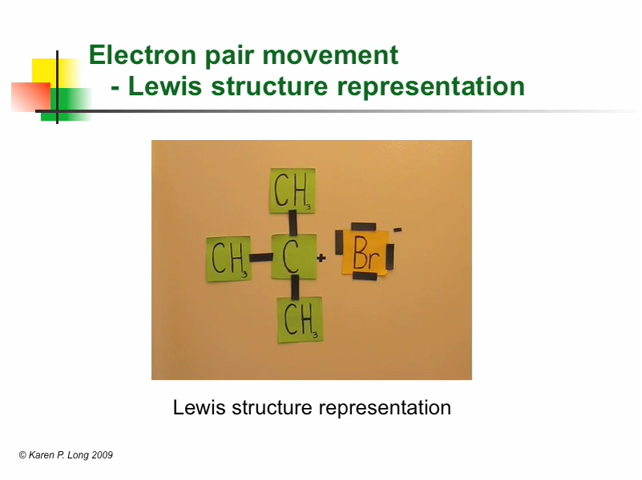 Electron pair movement
- Lewis structure representation
CH3
CH3 C + Br -
CH3
Lewis structure representation
© Karen P. Long 2009